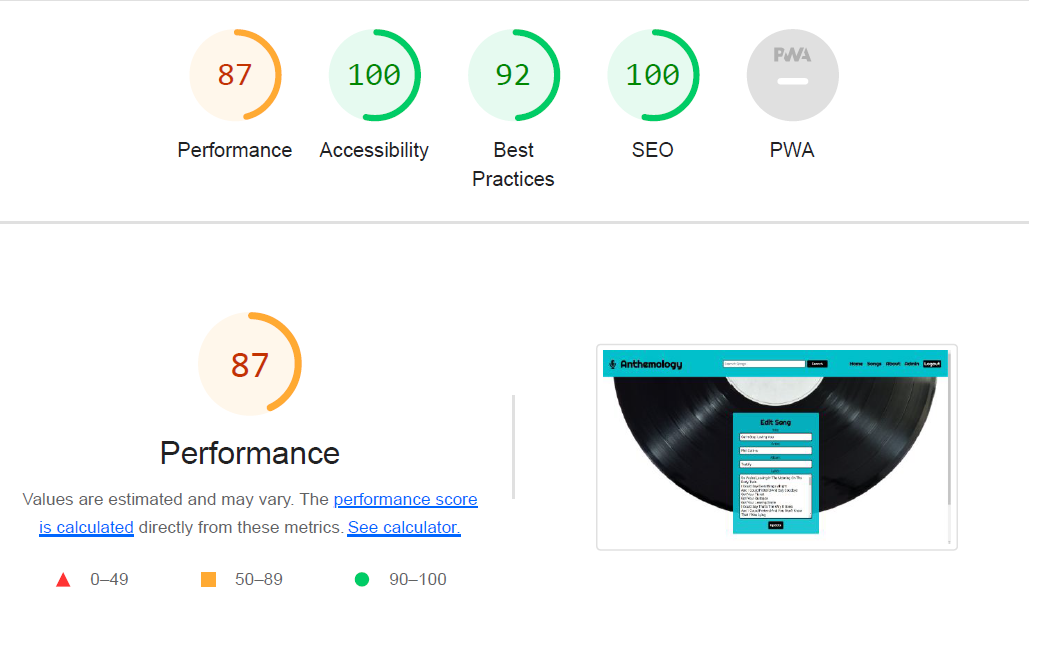 87
100
92
100
PWA
Performance
Accessibility
Best
Practices
SEO
PWA
87
Performance
Values are estimated and may vary. The performance score
is calculated directly from these metrics. See calculator.
0–49
50–89
90–100
Anthemology
Search
Home Songs About Admin Logout
Edit Song
Update